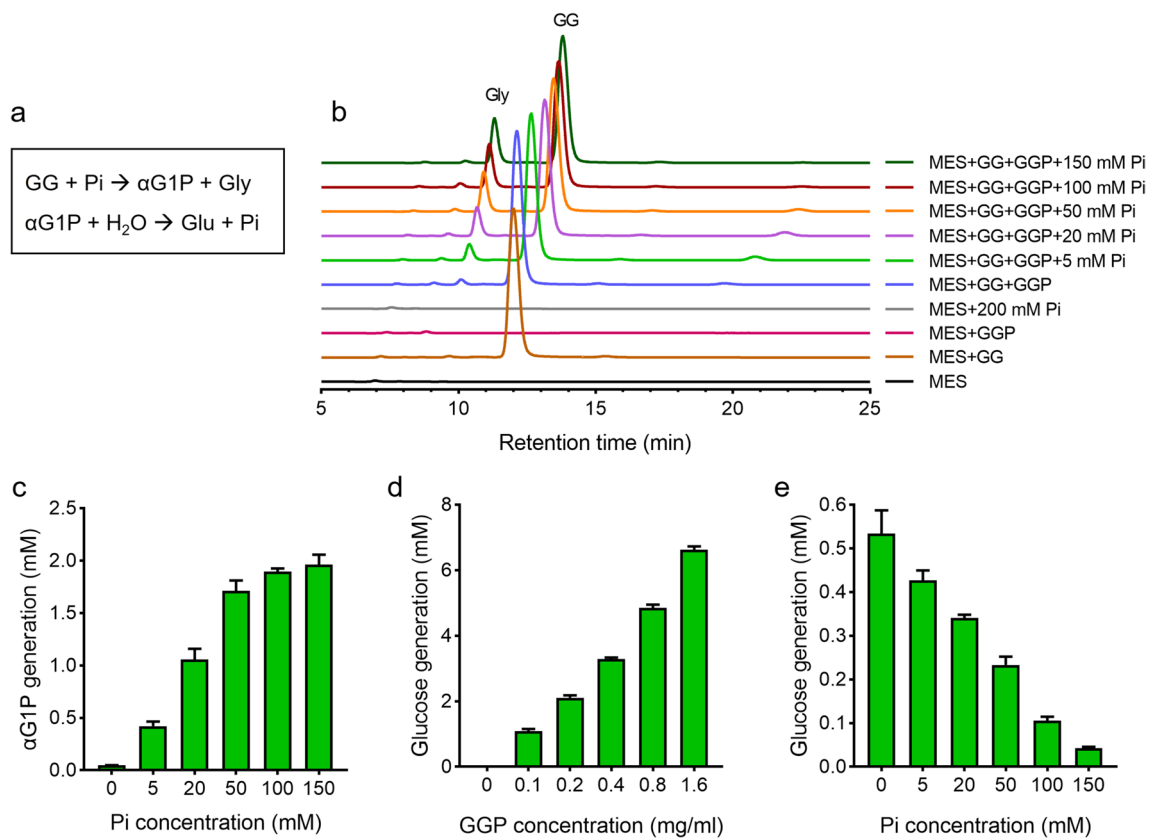 a
GG + Pi → αG1P + Gly
αG1P + H₂O → Glu + Pi
b
GG
Gly
MES+GG+GGP+150 mM Pi
MES+GG+GGP+100 mM Pi
MES+GG+GGP+50 mM Pi
MES+GG+GGP+20 mM Pi
MES+GG+GGP+5 mM Pi
MES+GG+GGP
MES+200 mM Pi
MES+GGP
MES+GG
MES
5 10 15 20 25
Retention time (min)
c
αG1P generation (mM)
2.5
2.0
1.5
1.0
0.5
0.0
0 5 20 50 100 150
Pi concentration (mM)
d
Glucose generation (mM)
8
6
4
2
0
0 0.1 0.2 0.4 0.8 1.6
GGP concentration (mg/ml)
e
Glucose generation (mM)
0.6
0.5
0.4
0.3
0.2
0.1
0.0
0 5 20 50 100 150
Pi concentration (mM)